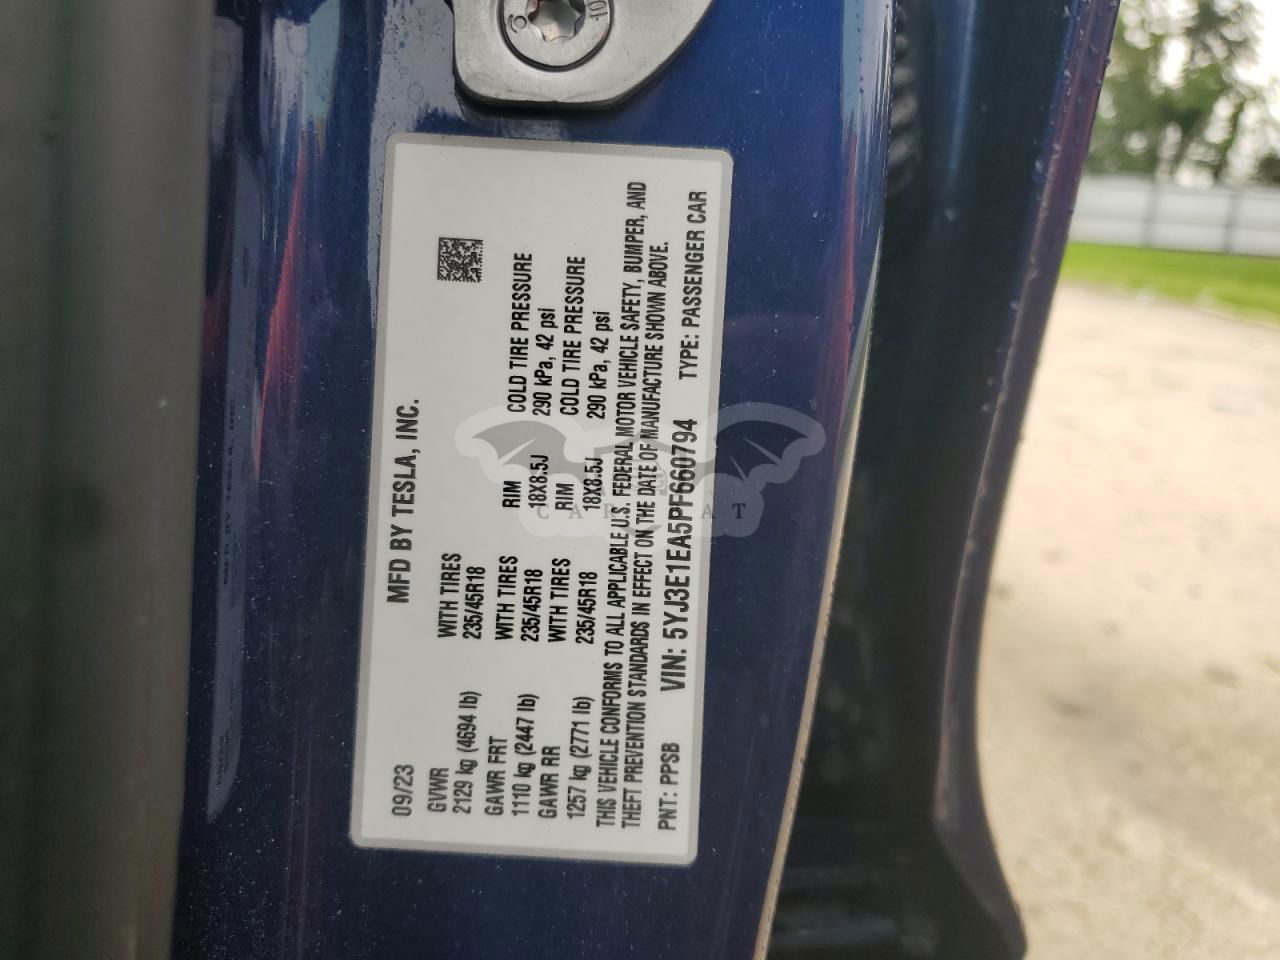 MFD BY TESLA, INC.
09/23
GVWR WITH TIRES
2129 kg (4694 lb) 235/45R18
GAWR FRT WITH TIRES RIM COLD TIRE PRESSURE
1110 kg (2447 lb) 235/45R18 18X8.5J 290 kPa, 42 psi
GAWR RR WITH TIRES RIM COLD TIRE PRESSURE
1257 kg (2771 lb) 235/45R18 18X8.5J 290 kPa, 42 psi
THIS VEHICLE CONFORMS TO ALL APPLICABLE U.S. FEDERAL MOTOR VEHICLE SAFETY, BUMPER, AND
THEFT PREVENTION STANDARDS IN EFFECT ON THE DATE OF MANUFACTURE SHOWN ABOVE.
PNT: PPSB VIN: 5YJ3E1EA5PF660794 TYPE: PASSENGER CAR
10